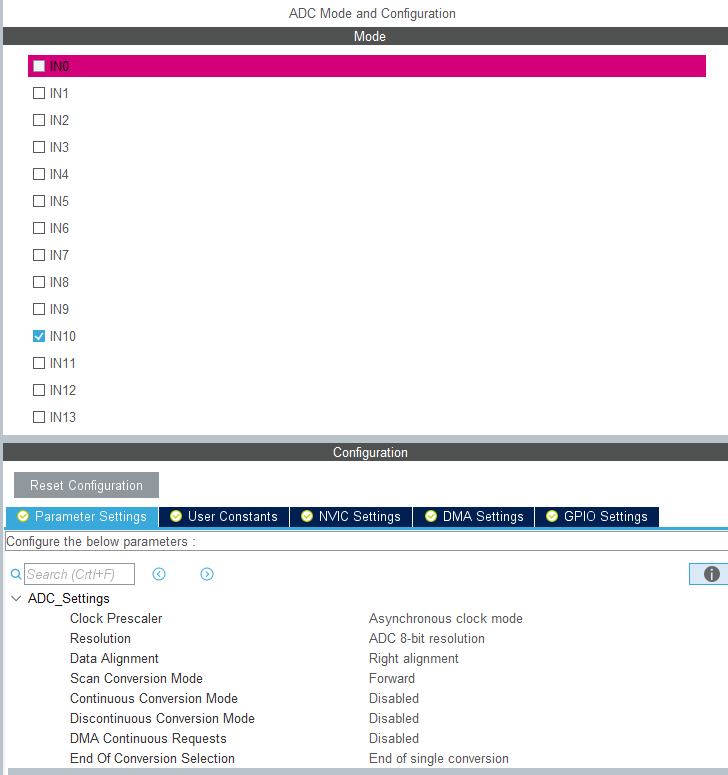 ADC Mode and Configuration
Mode
IN0
IN1
IN2
IN3
IN4
IN5
IN6
IN7
IN8
IN9
IN10
IN11
IN12
IN13
Configuration
Reset Configuration
Parameter Settings User Constants NVIC Settings DMA Settings GPIO Settings
Configure the below parameters :
Search (Crtl+F)
ADC_Settings
Clock Prescaler Asynchronous clock mode
Resolution ADC 8-bit resolution
Data Alignment Right alignment
Scan Conversion Mode Forward
Continuous Conversion Mode Disabled
Discontinuous Conversion Mode Disabled
DMA Continuous Requests Disabled
End Of Conversion Selection End of single conversion